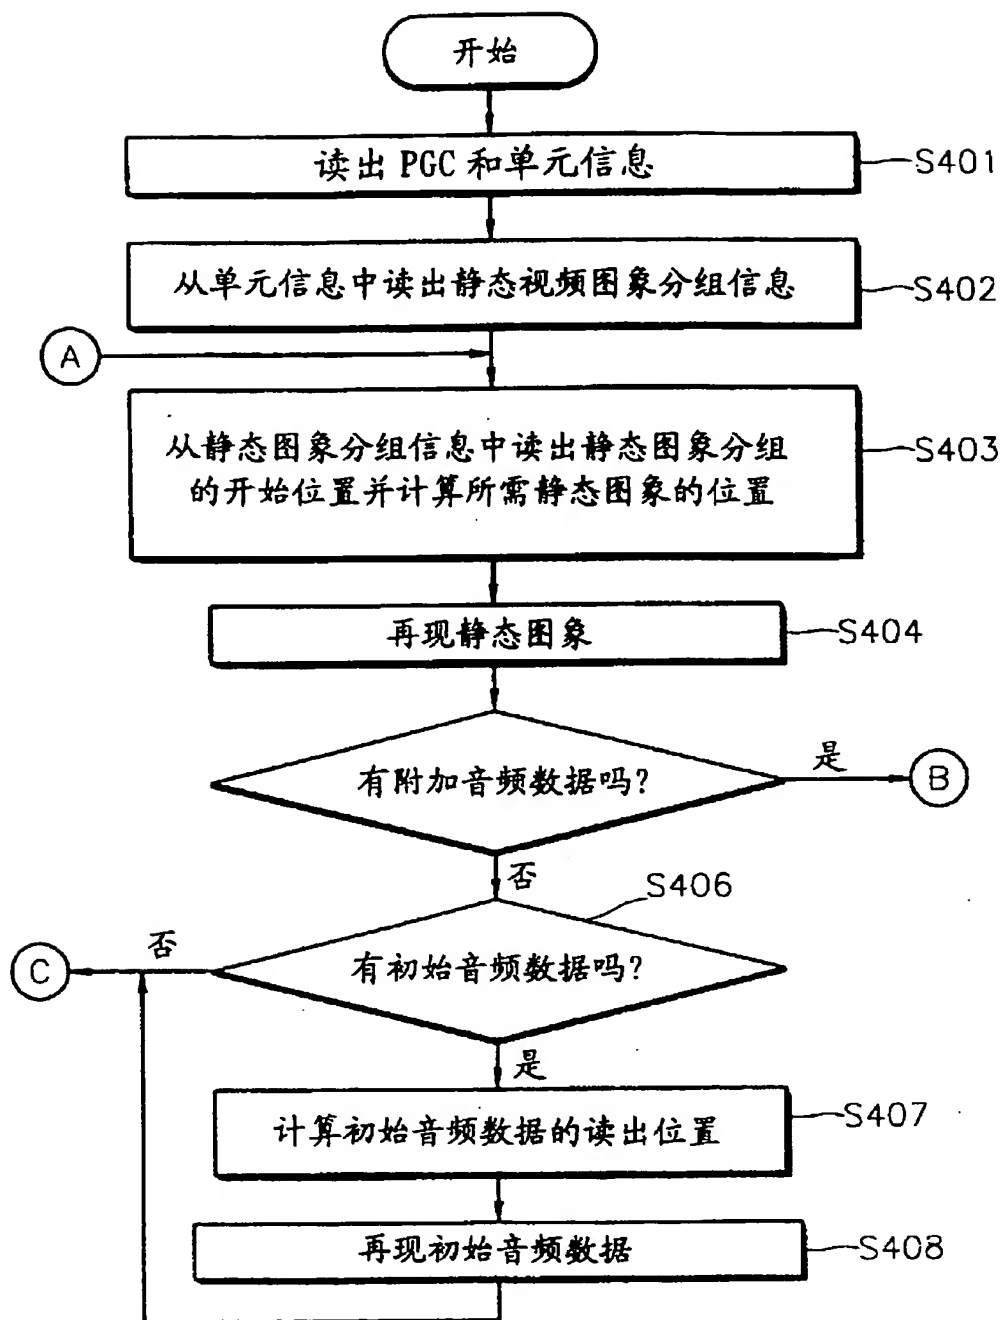 开始
读出 PGC 和单元信息
S401
从单元信息中读出静态视频图象分组信息
S402
A
从静态图象分组信息中读出静态图象分组
的开始位置并计算所需静态图象的位置
S403
再现静态图象
S404
有附加音频数据吗?
是
B
否
S406
有初始音频数据吗?
否
C
是
计算初始音频数据的读出位置
S407
再现初始音频数据
S408